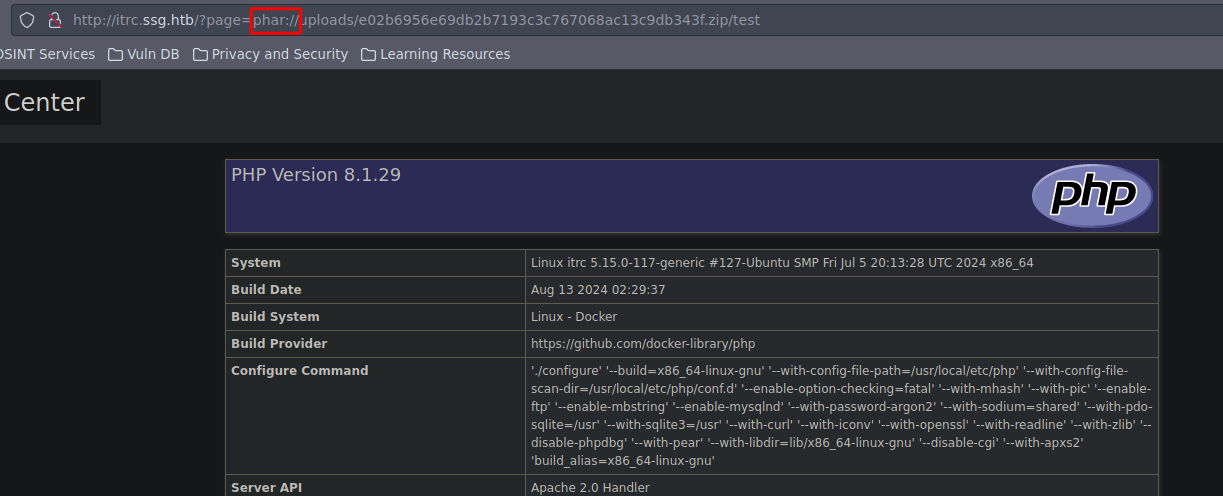 http://itrc.ssg.htb/?page=phar://uploads/e02b6956e69db2b7193c3c767068ac13c9db343f.zip/test
OSINT Services Vuln DB Privacy and Security Learning Resources
Center
PHP Version 8.1.29
php
System Linux itrc 5.15.0-117-generic #127-Ubuntu SMP Fri Jul 5 20:13:28 UTC 2024 x86_64
Build Date Aug 13 2024 02:29:37
Build System Linux - Docker
Build Provider https://github.com/docker-library/php
Configure Command './configure' '--build=x86_64-linux-gnu' '--with-config-file-path=/usr/local/etc/php' '--with-config-
file-scan-dir=/usr/local/etc/php/conf.d' '--enable-option-checking=fatal' '--with-mhash' '--with-pic' '--enable-
ftp' '--enable-mbstring' '--enable-mysqlnd' '--with-password-argon2' '--with-sodium=shared' '--with-pdo-
sqlite=/usr' '--with-sqlite3=/usr' '--with-curl' '--with-iconv' '--with-openssl' '--with-readline' '--with-zlib' '--
disable-phpdbg' '--with-pear' '--with-libdir=lib/x86_64-linux-gnu' '--disable-cgi' '--with-apxs2'
'build_alias=x86_64-linux-gnu'
Server API Apache 2.0 Handler